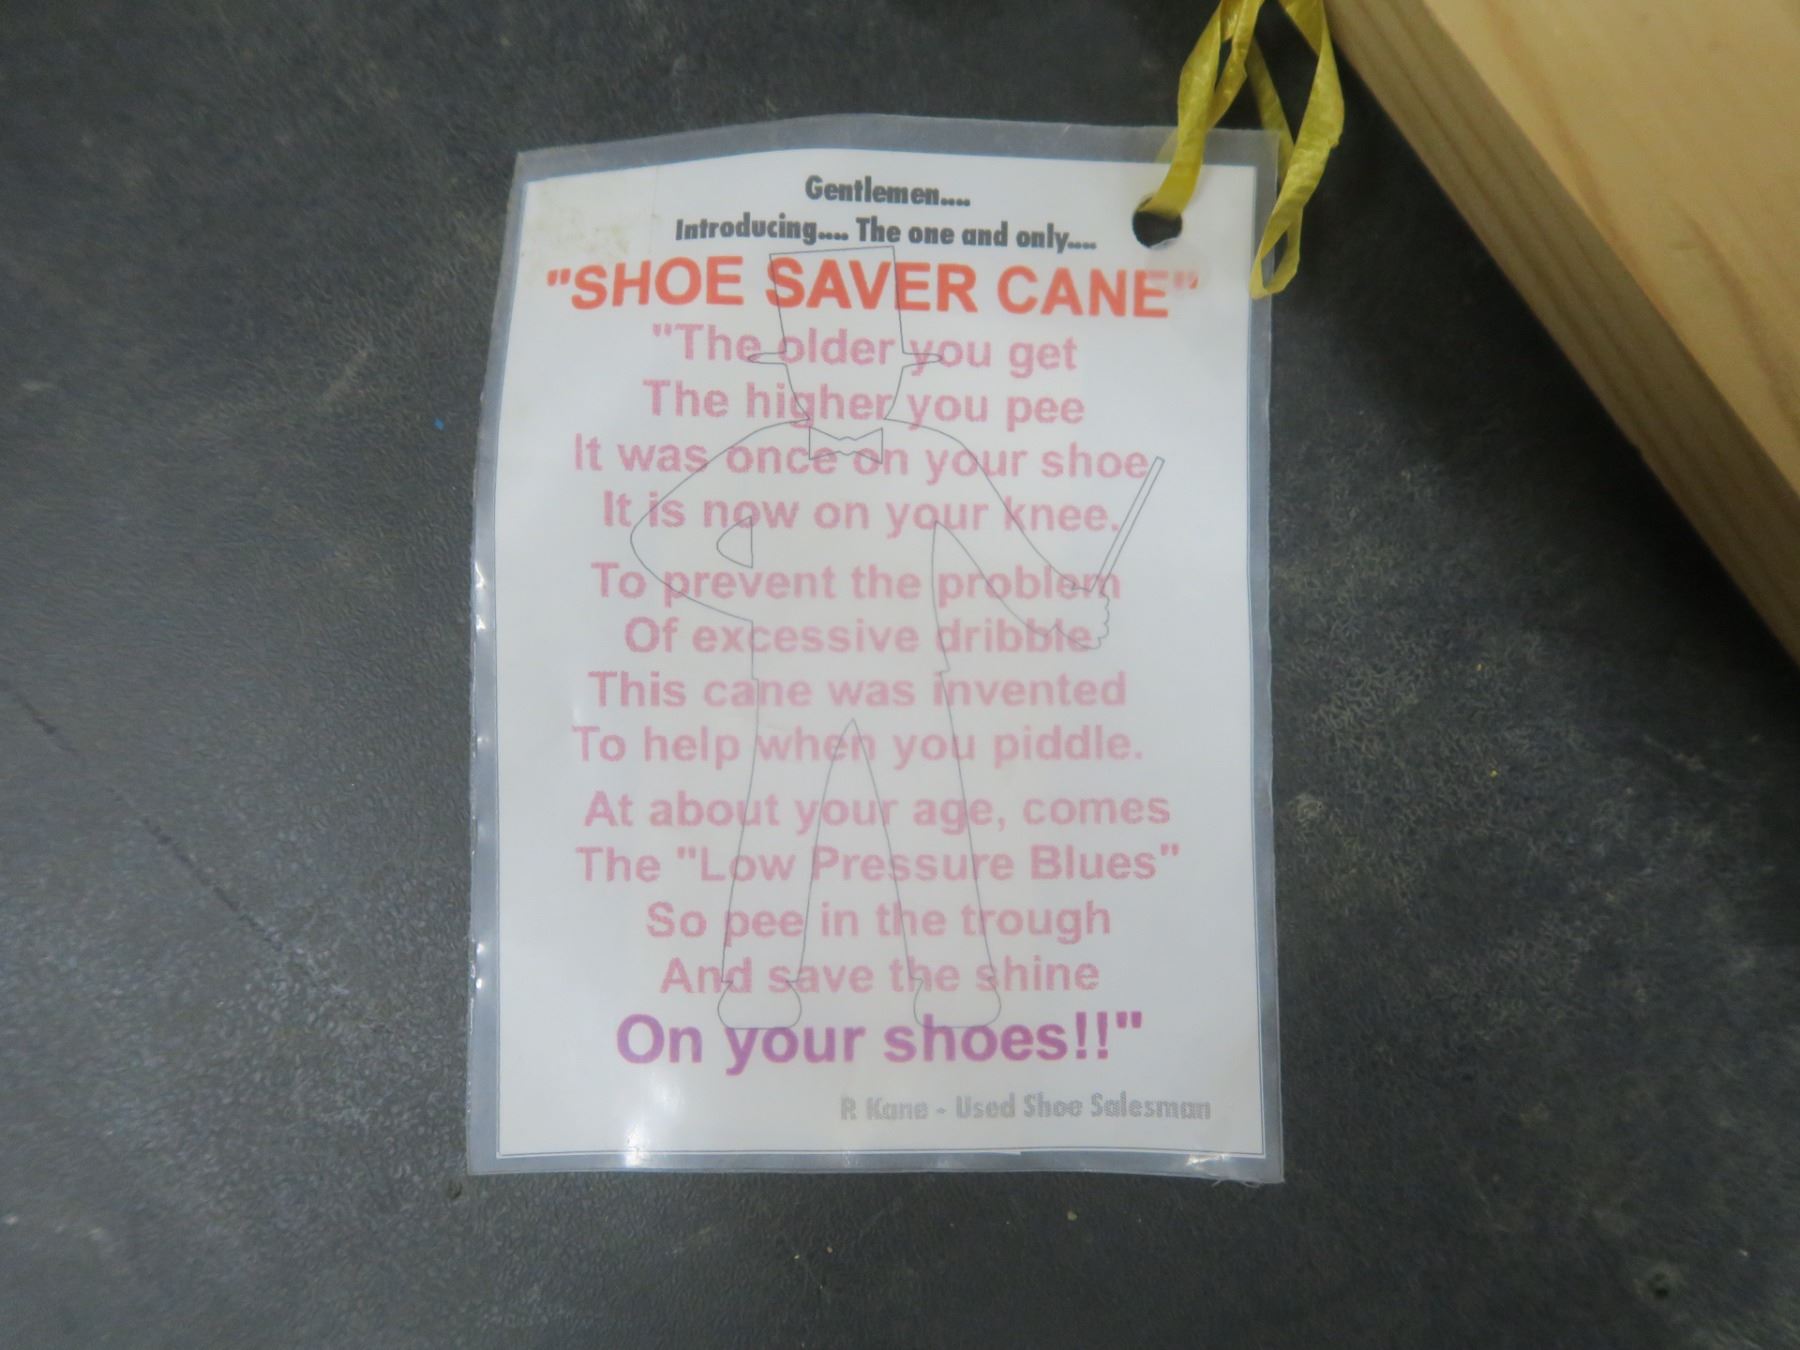 Gentlemen....
Introducing.... The one and only....
"SHOE SAVER CANE"
"The older you get
The higher you pee
It was once on your shoe
It is now on your knee.
To prevent the problem
Of excessive dribble
This cane was invented
To help when you piddle.
At about your age, comes
The "Low Pressure Blues"
So pee in the trough
And save the shine
On your shoes!!"
P. Kane - Used Shoe Salesman